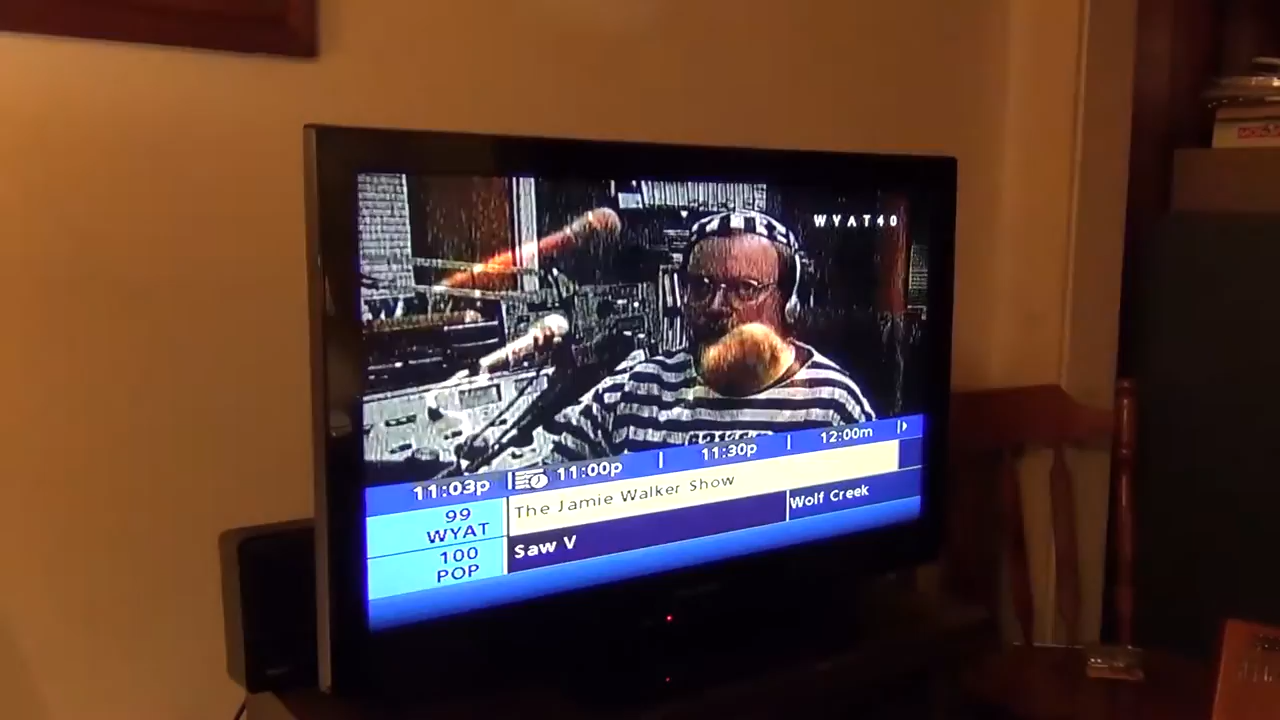 WYAT40
11:03p 11:00p 11:30p 12:00m
99 WYAT The Jamie Walker Show
100 POP Saw V Wolf Creek